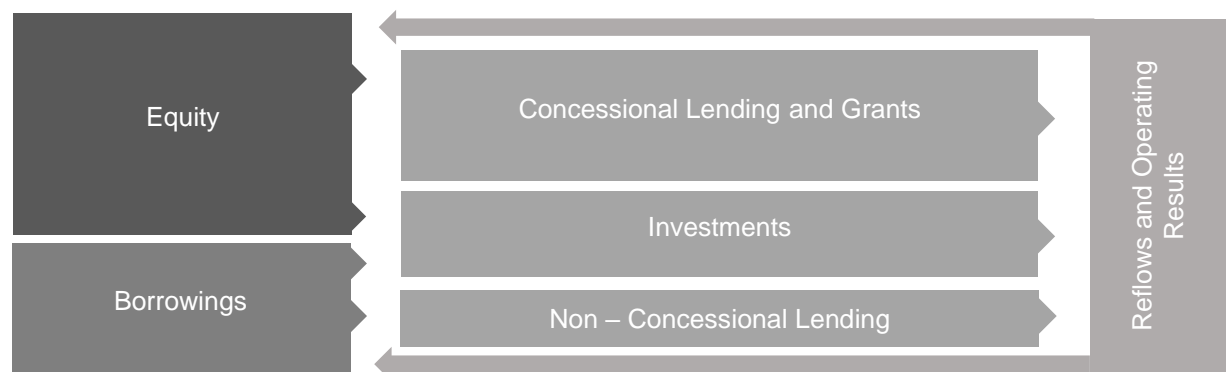 Equity
Concessional Lending and Grants
Investments
Borrowings
Non – Concessional Lending
Reflows and Operating
Results